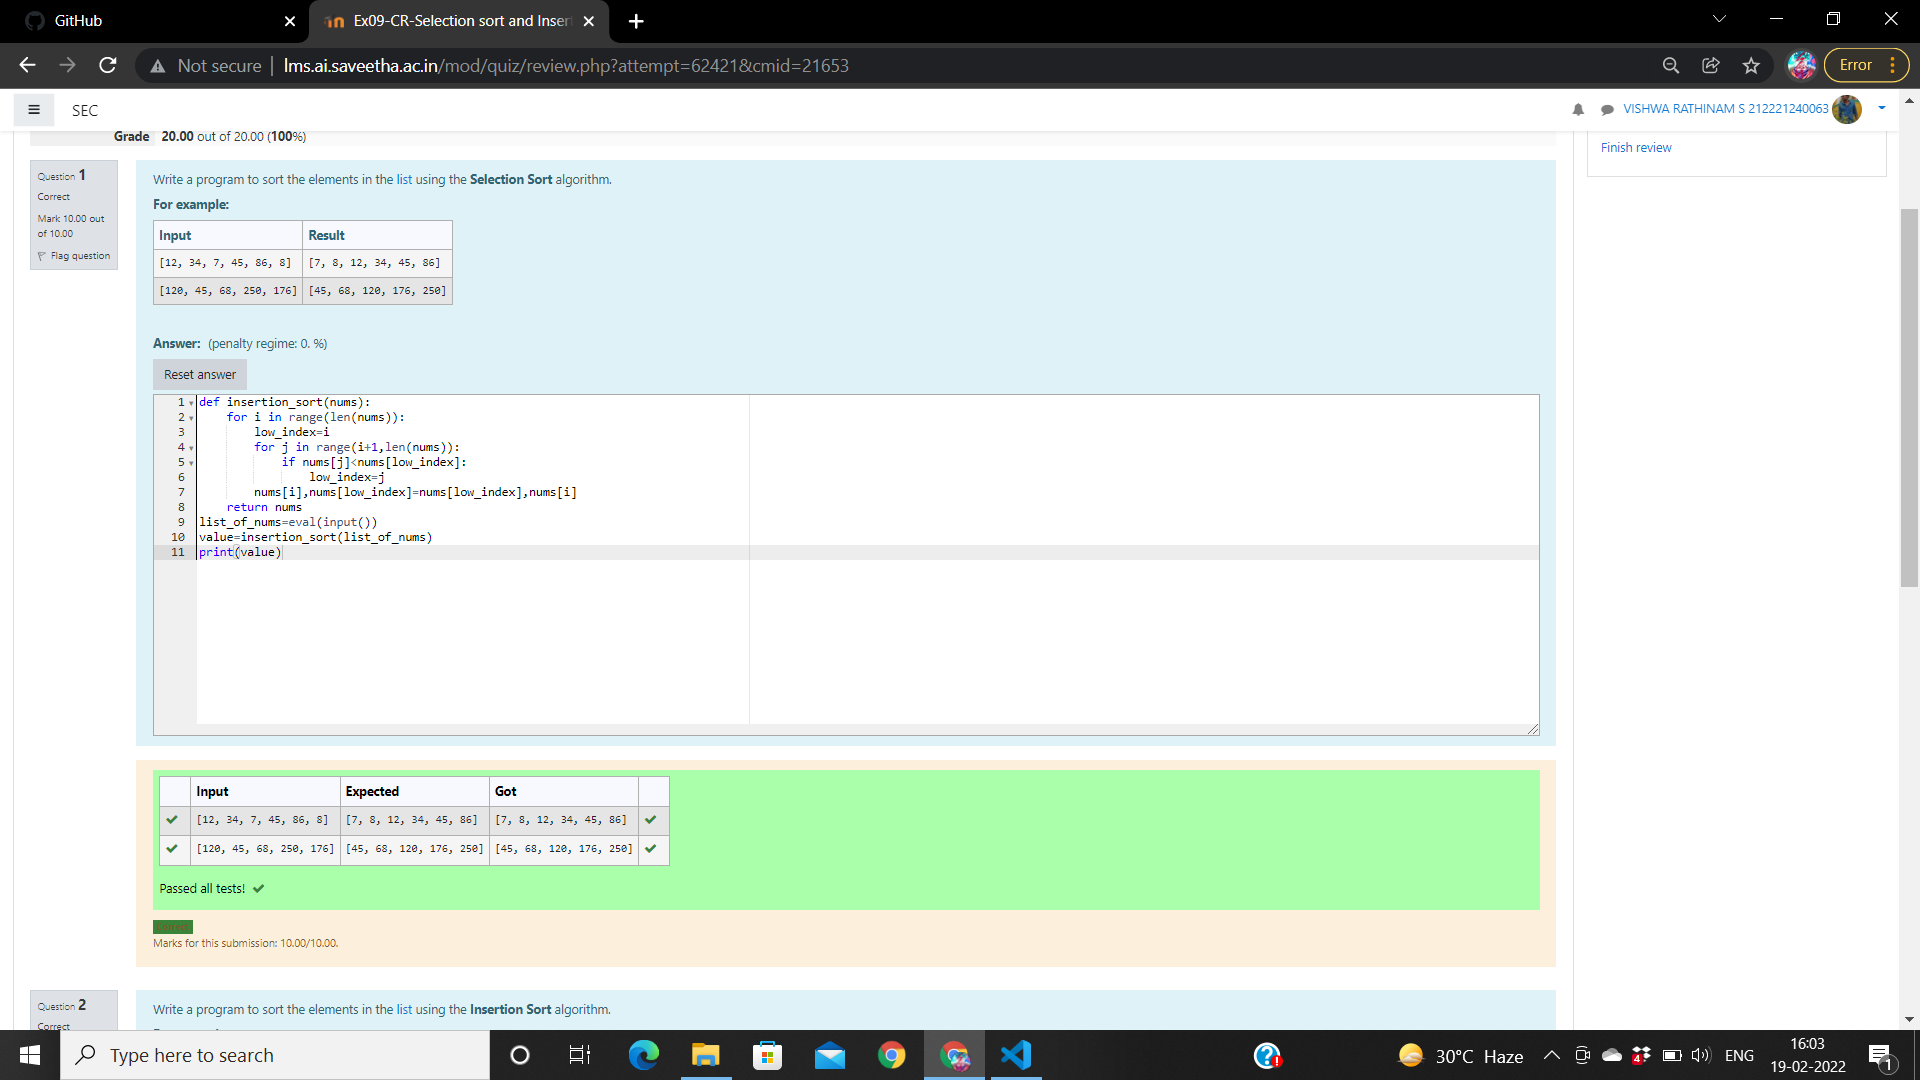 GitHub
Ex09-CR-Selection sort and Inser
Not secure | lms.ai.saveetha.ac.in/mod/quiz/review.php?attempt=62421&cmid=21653
Error
SEC
VISHWA RATHINAM S 212221240063
Grade 20.00 out of 20.00 (100%)
Finish review
Question 1
Correct
Mark 10.00 out
of 10.00
Flag question
Write a program to sort the elements in the list using the Selection Sort algorithm.
For example:
Input Result
[12, 34, 7, 45, 86, 8] [7, 8, 12, 34, 45, 86]
[120, 45, 68, 250, 176] [45, 68, 120, 176, 250]
Answer: (penalty regime: 0. %)
Reset answer
1 def insertion_sort(nums):
2     for i in range(len(nums)):
3         low_index=i
4         for j in range(i+1,len(nums)):
5             if nums[j]<nums[low_index]:
6                 low_index=j
7         nums[i],nums[low_index]=nums[low_index],nums[i]
8     return nums
9 list_of_nums=eval(input())
10 value=insertion_sort(list_of_nums)
11 print(value)
Input Expected Got
[12, 34, 7, 45, 86, 8] [7, 8, 12, 34, 45, 86] [7, 8, 12, 34, 45, 86]
[120, 45, 68, 250, 176] [45, 68, 120, 176, 250] [45, 68, 120, 176, 250]
Passed all tests!
Marks for this submission: 10.00/10.00.
Question 2
Correct
Write a program to sort the elements in the list using the Insertion Sort algorithm.
Type here to search
4
30°C Haze
ENG
16:03
19-02-2022
1